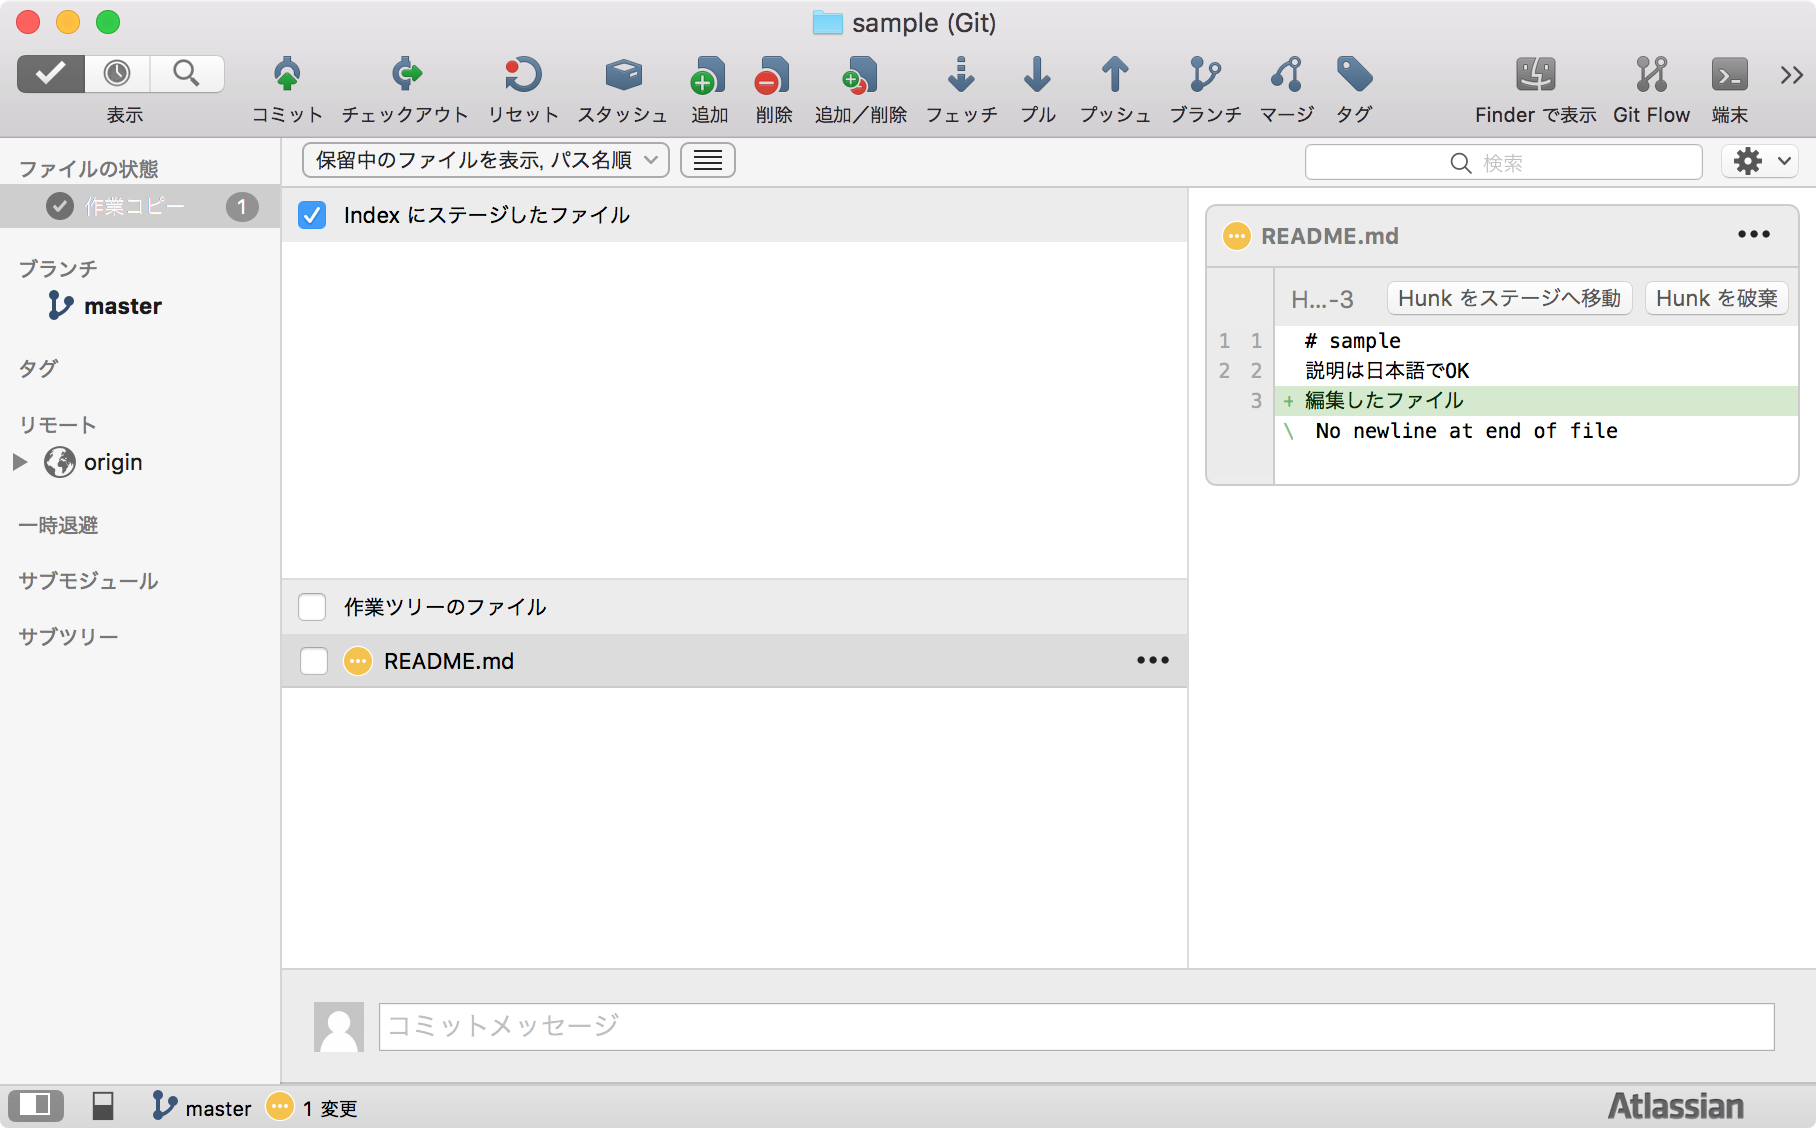 sample (Git)
表示
コミット
チェックアウト
リセット
スタッシュ
追加
削除
追加／削除
フェッチ
プル
プッシュ
ブランチ
マージ
タグ
Finder で表示
Git Flow
端末
ファイルの状態
作業コピー 1
ブランチ
master
タグ
リモート
origin
一時退避
サブモジュール
サブツリー
保留中のファイルを表示, パス名順
検索
Index にステージしたファイル
作業ツリーのファイル
README.md
README.md
H...-3 Hunk をステージへ移動 Hunk を破棄
1 1 # sample
2 2 説明は日本語でOK
3 + 編集したファイル
\ No newline at end of file
コミットメッセージ
master 1 変更
Atlassian